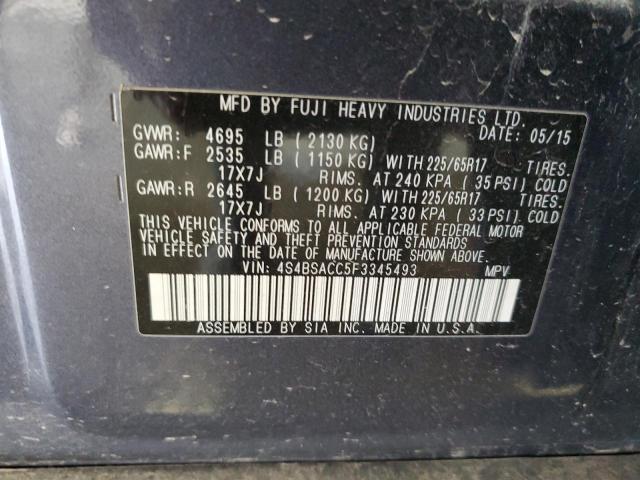 MFD BY FUJI HEAVY INDUSTRIES LTD.
GVWR: 4695 LB ( 2130 KG) DATE: 05/15
GAWR:F 2535 LB ( 1150 KG) WITH 225/65R17 TIRES.
17X7J RIMS. AT 240 KPA ( 35 PSI) COLD
GAWR:R 2645 LB ( 1200 KG) WITH 225/65R17 TIRES.
17X7J RIMS. AT 230 KPA ( 33 PSI) COLD
THIS VEHICLE CONFORMS TO ALL APPLICABLE FEDERAL MOTOR
VEHICLE SAFETY AND THEFT PREVENTION STANDARDS
IN EFFECT ON THE DATE OF MANUFACTURE SHOWN ABOVE.
VIN: 4S4BSACC5F3345493 MPV
ASSEMBLED BY SIA INC. MADE IN U.S.A.